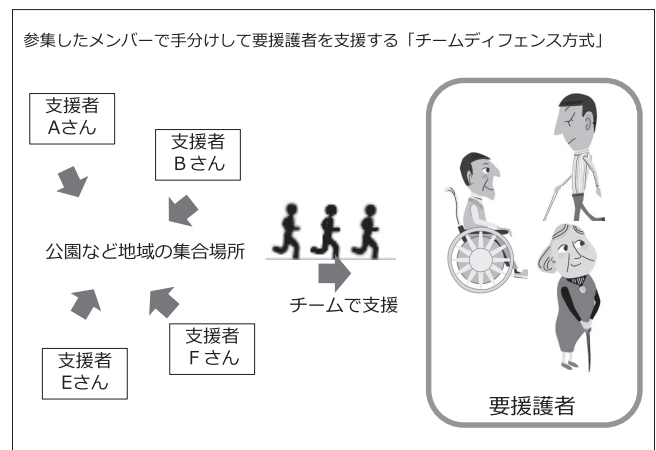 参集したメンバーで手分けして要援護者を支援する「チームディフェンス方式」
支援者
Aさん
支援者
Bさん
公園など地域の集合場所
チームで支援
支援者
Eさん
支援者
Fさん
要援護者